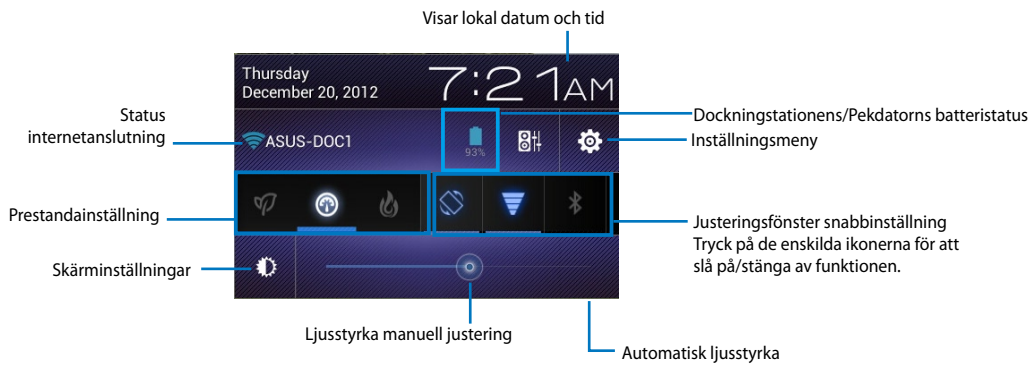 Visar lokal datum och tid
Thursday
December 20, 2012
7:21AM
Status
internetanslutning
ASUS-DOC1
93%
Dockningstationens/Pekdatorns batteristatus
Inställningsmeny
Prestandainställning
Justeringsfönster snabbinställning
Tryck på de enskilda ikonerna för att
slå på/stänga av funktionen.
Skärminställningar
Ljusstyrka manuell justering
Automatisk ljusstyrka